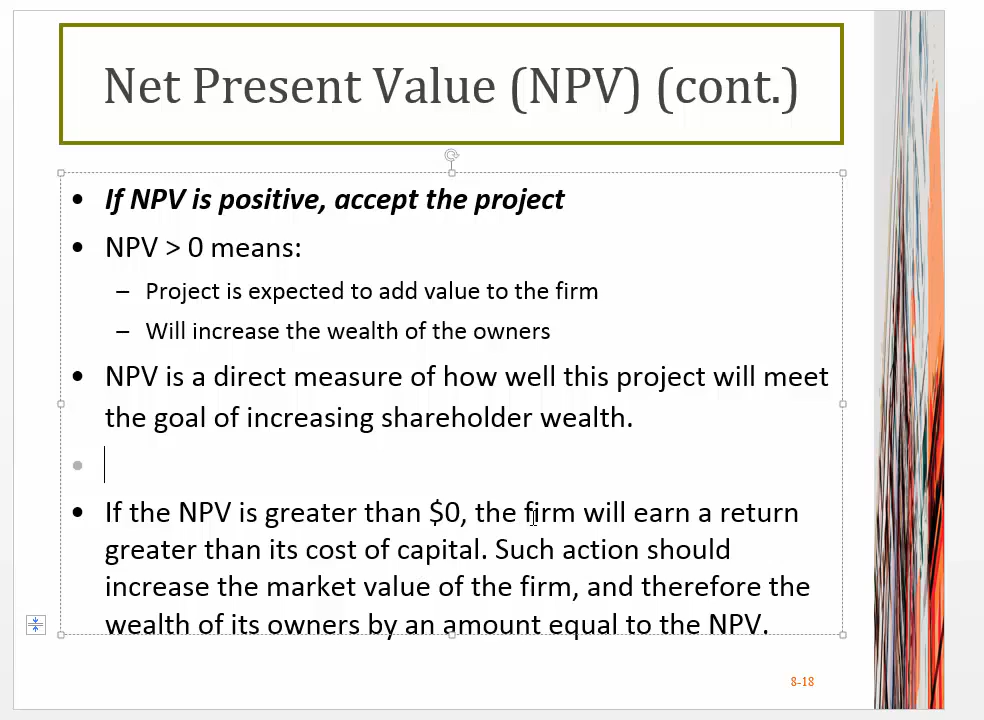 Net Present Value (NPV) (cont.)
• If NPV is positive, accept the project
• NPV > 0 means:
– Project is expected to add value to the firm
– Will increase the wealth of the owners
• NPV is a direct measure of how well this project will meet
the goal of increasing shareholder wealth.
•
• If the NPV is greater than $0, the firm will earn a return
greater than its cost of capital. Such action should
increase the market value of the firm, and therefore the
wealth of its owners by an amount equal to the NPV.
8-18